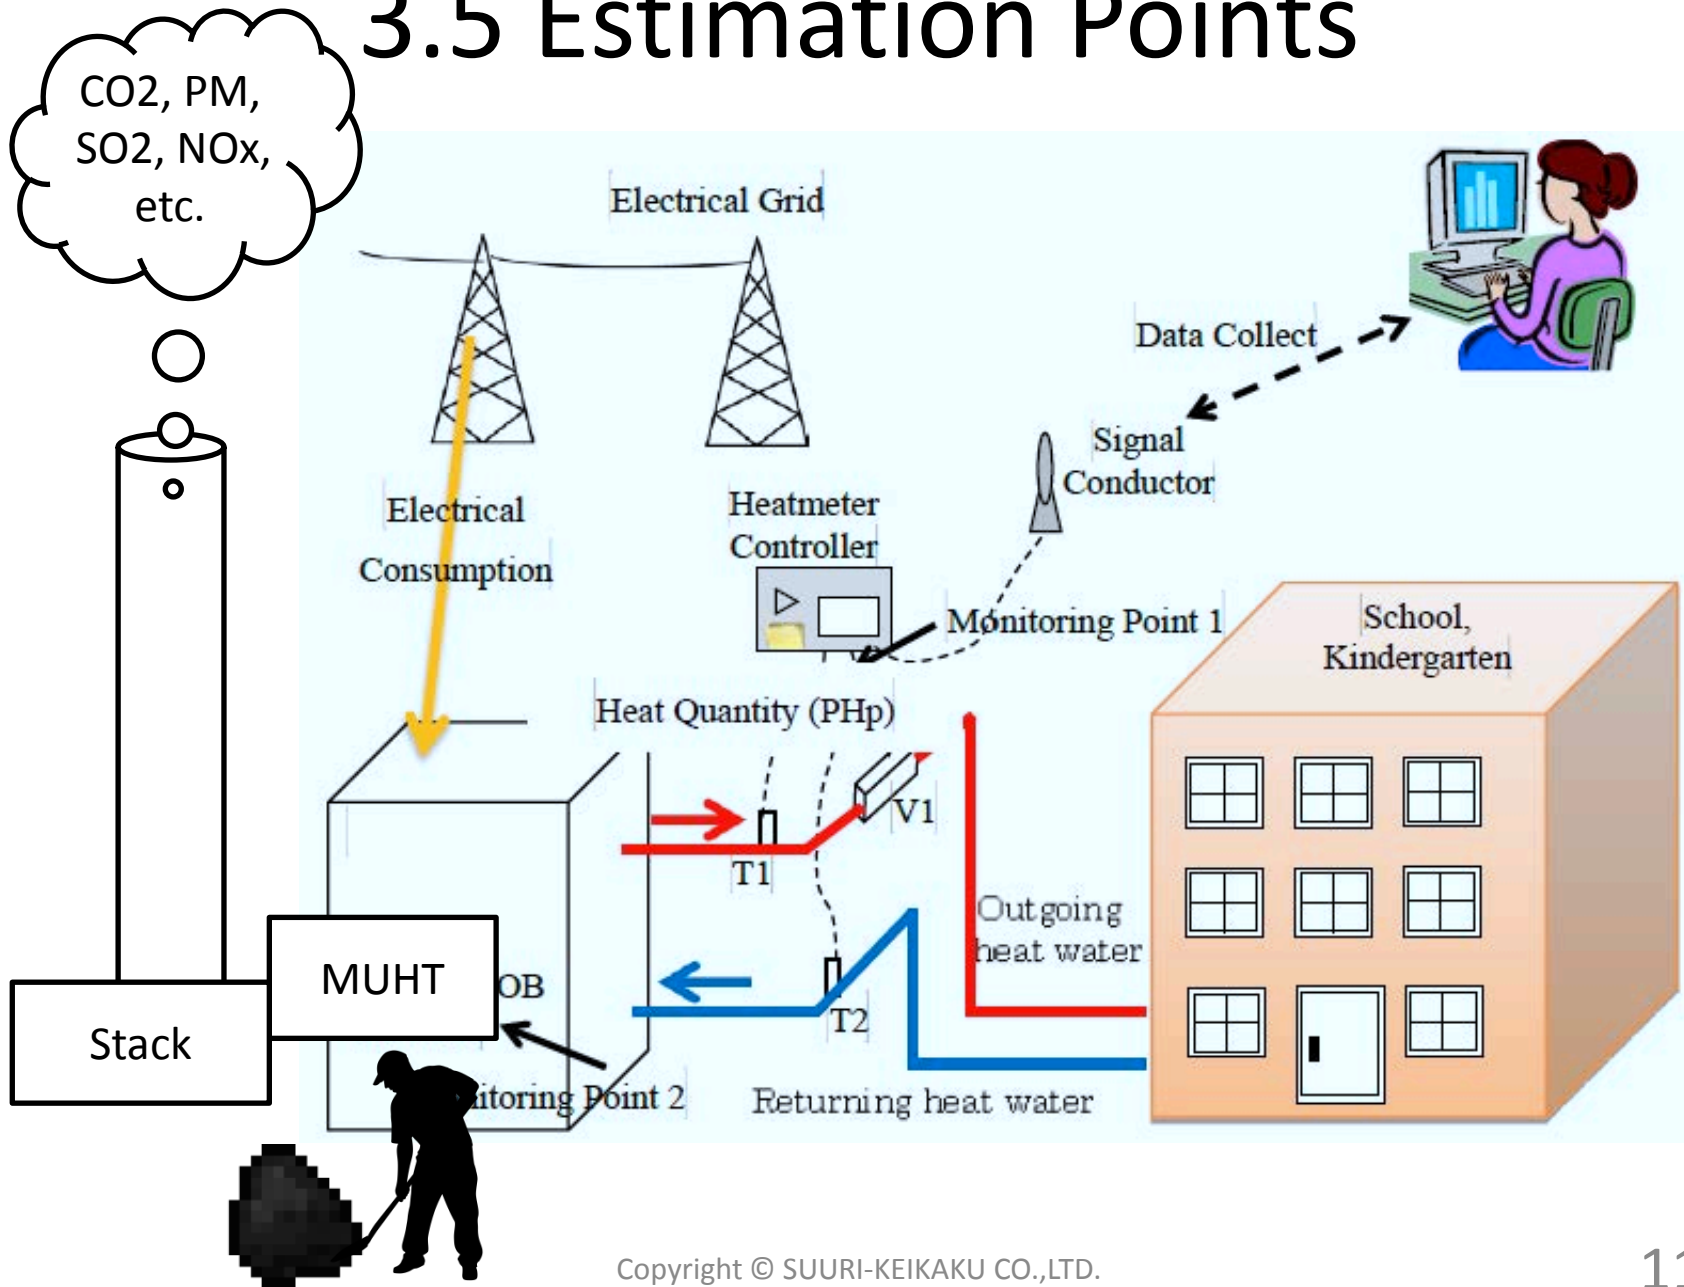 3.5 Estimation Points
CO2, PM,
SO2, NOx,
etc.
Electrical Grid
Data Collect
Signal
Conductor
Electrical
Consumption
Heatmeter
Controller
Monitoring Point 1
School,
Kindergarten
Heat Quantity (PHp)
V1
T1
Outgoing
heat water
MUHT
OB
Stack
T2
itoring Point 2
Returning heat water
Copyright © SUURI-KEIKAKU CO.,LTD.